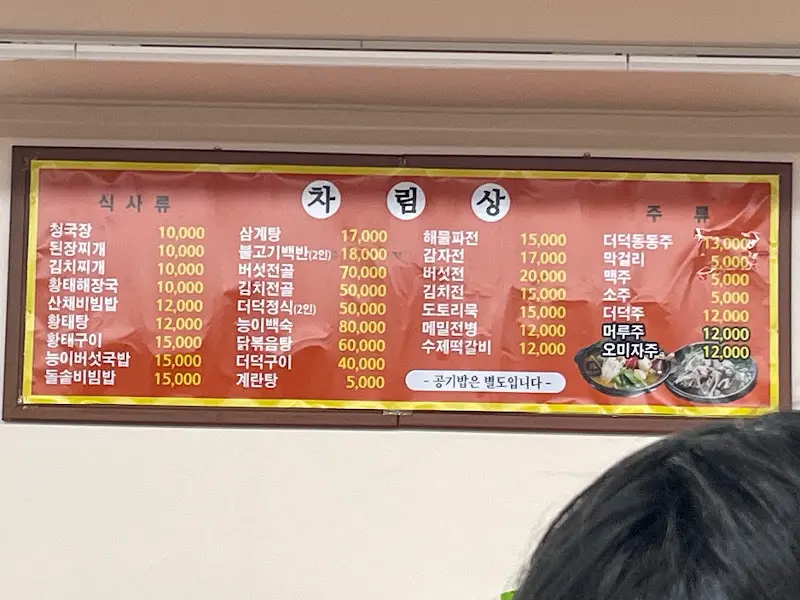 차림상
식사류
청국장 10,000
된장찌개 10,000
김치찌개 10,000
황태해장국 10,000
산채비빔밥 12,000
황태탕 12,000
황태구이 15,000
능이버섯국밥 15,000
돌솥비빔밥 15,000
삼계탕 17,000
불고기백반(2인) 18,000
버섯전골 70,000
김치전골 50,000
더덕정식(2인) 50,000
능이백숙 80,000
닭볶음탕 60,000
더덕구이 40,000
계란탕 5,000
해물파전 15,000
감자전 17,000
버섯전 20,000
김치전 15,000
도토리묵 15,000
메밀전병 12,000
수제떡갈비 12,000
- 공기밥은 별도입니다 -
주류
더덕동동주 13,000
막걸리 5,000
맥주 5,000
소주 5,000
더덕주 12,000
머루주 12,000
오미자주 12,000